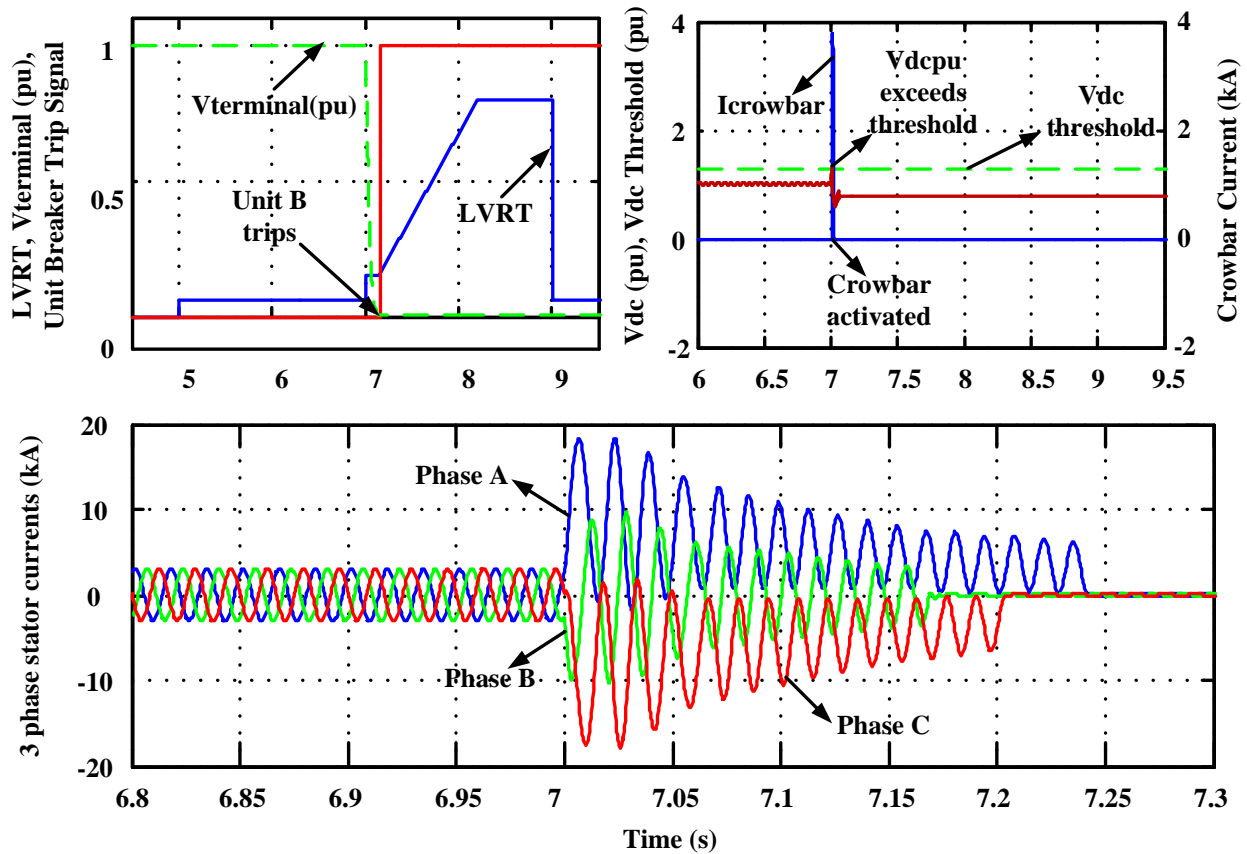 LVRT, Vterminal (pu),
Unit Breaker Trip Signal
1
0.5
0
Vterminal(pu)
Unit B
trips
LVRT
5
6
7
8
9
Vdc (pu), Vdc Threshold (pu)
4
2
0
-2
Icrowbar
Vdcpu
exceeds
threshold
Vdc
threshold
Crowbar
activated
4
2
0
-2
Crowbar Current (kA)
6
6.5
7
7.5
8
8.5
9
9.5
3 phase stator currents (kA)
20
10
0
-10
-20
Phase A
Phase B
Phase C
6.8
6.85
6.9
6.95
7
7.05
7.1
7.15
7.2
7.25
7.3
Time (s)